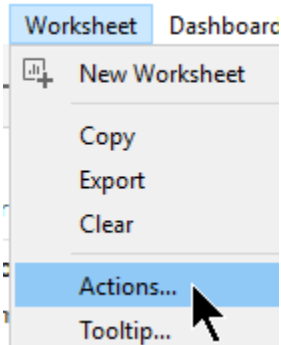 Worksheet Dashboard
New Worksheet
Copy
Export
Clear
Actions...
Tooltip...